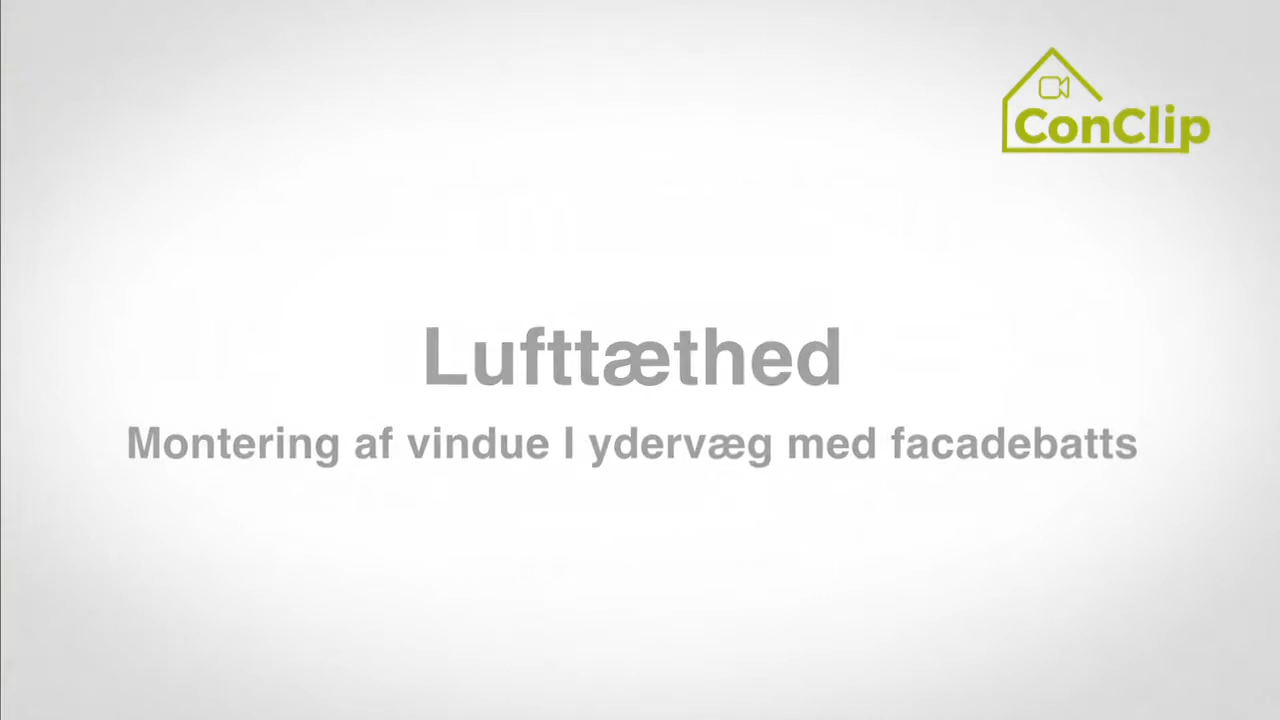 ConClip
Lufttæthed
Montering af vindue I ydervæg med facadebatts